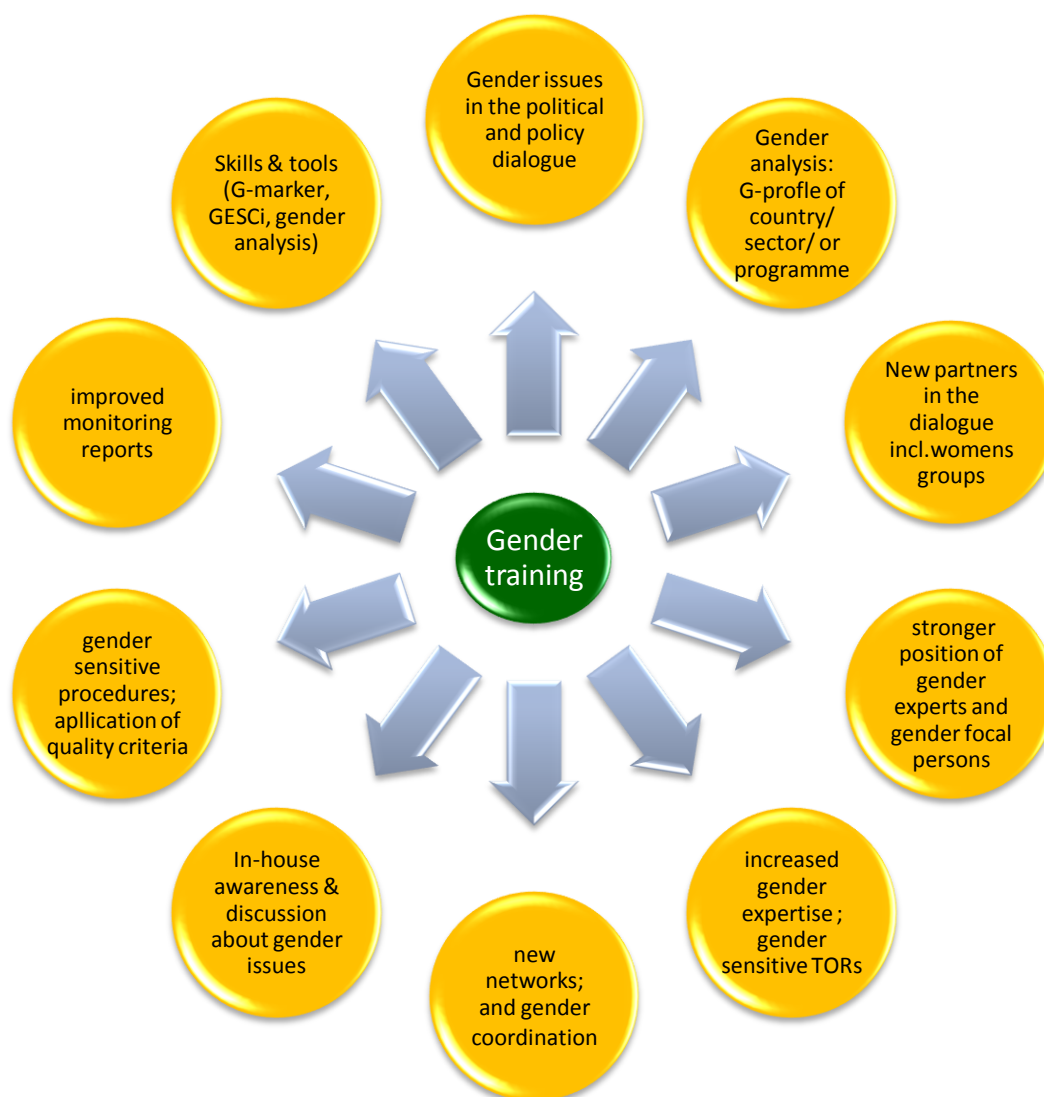 Gender issues
in the political
and policy
dialogue
Gender
analysis:
G-profle of
country/
sector/ or
programme
New partners
in the
dialogue
incl.womens
groups
stronger
position of
gender
experts and
gender focal
persons
increased
gender
expertise ;
gender
sensitive TORs
new
networks;
and gender
coordination
In-house
awareness &
discussion
about gender
issues
gender
sensitive
procedures;
apllication of
quality criteria
improved
monitoring
reports
Skills & tools
(G-marker,
GESCi, gender
analysis)
Gender
training